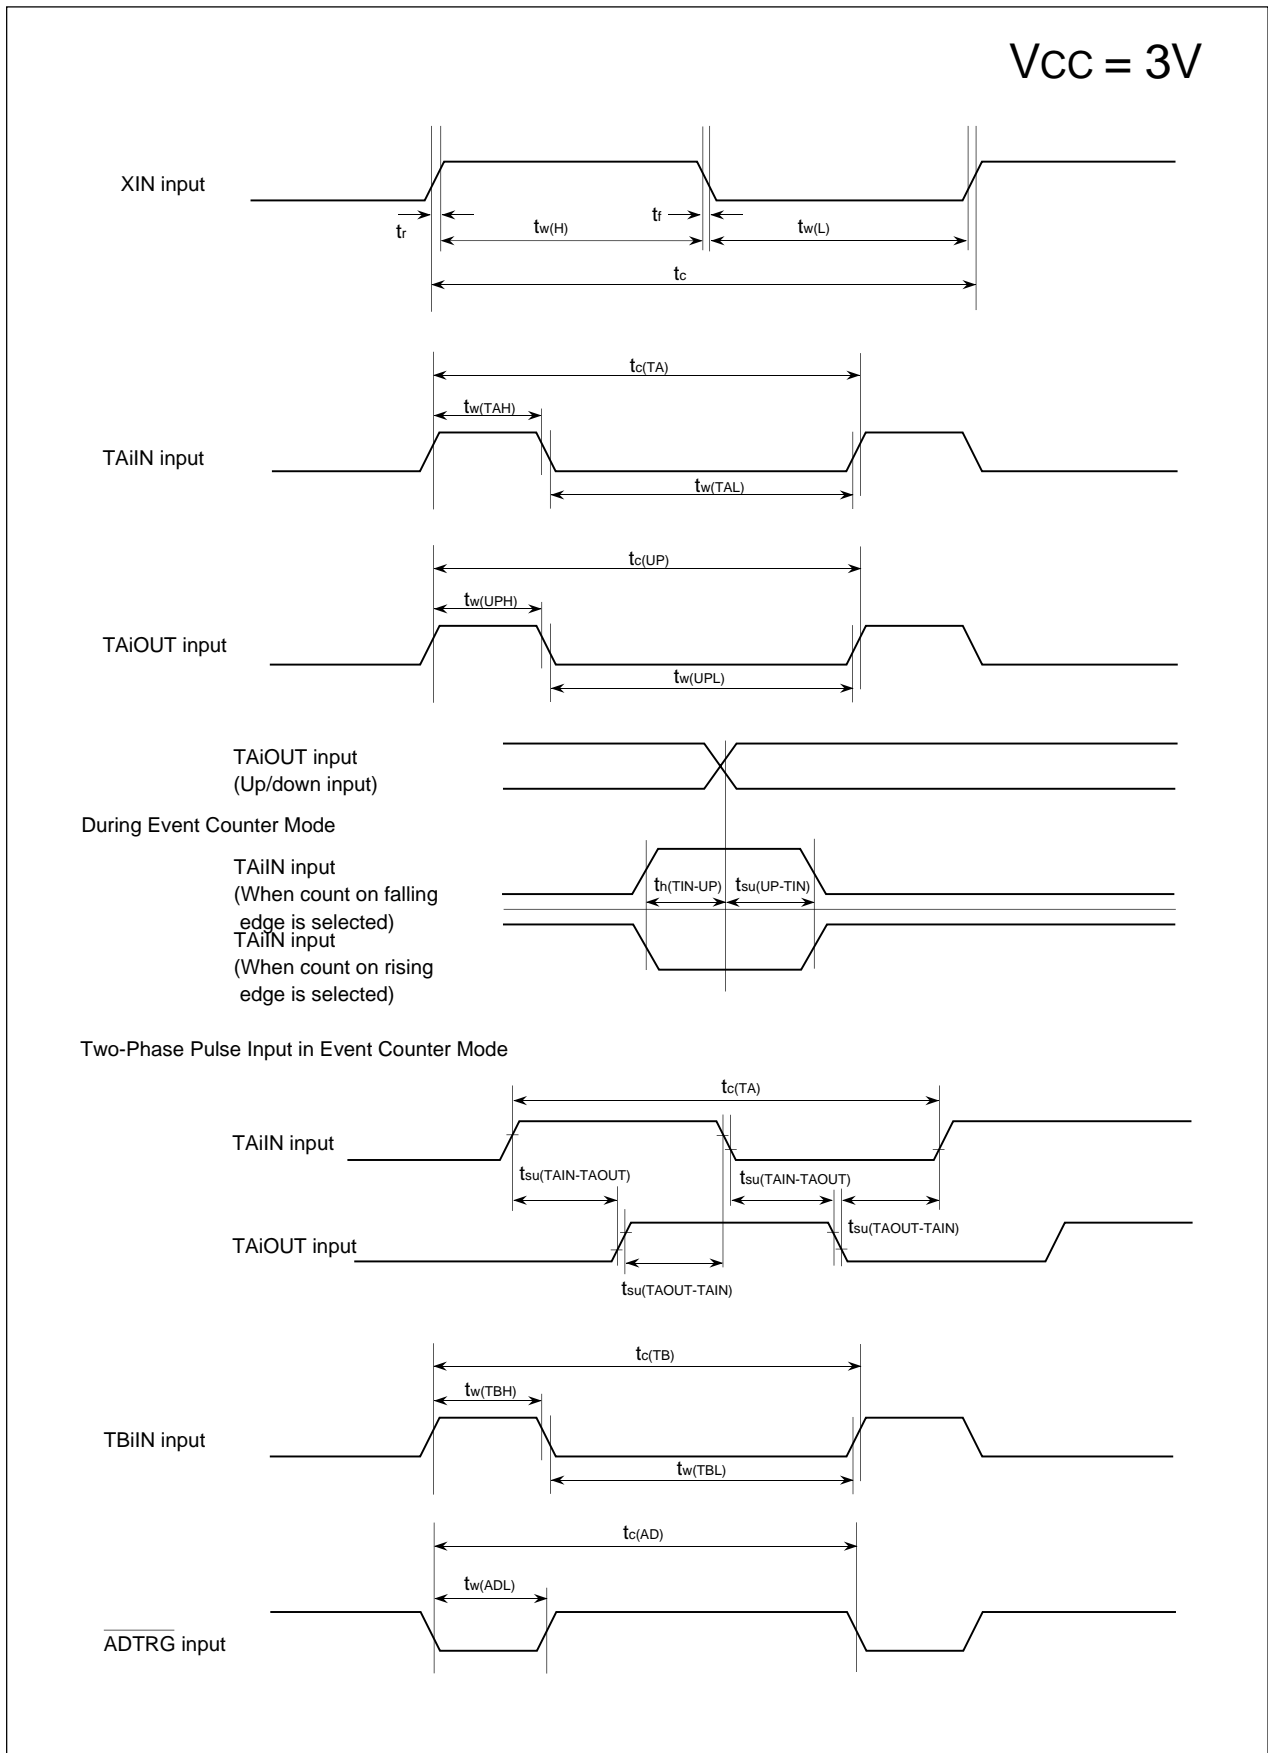 VCC = 3V
XIN input
tr
tw(H)
tf
tw(L)
tc
tc(TA)
tw(TAH)
TAiIN input
tw(TAL)
tc(UP)
tw(UPH)
TAiOUT input
tw(UPL)
TAiOUT input
(Up/down input)
During Event Counter Mode
TAiIN input
(When count on falling
edge is selected)
th(TIN-UP)
tsu(UP-TIN)
TAiIN input
(When count on rising
edge is selected)
Two-Phase Pulse Input in Event Counter Mode
tc(TA)
TAiIN input
tsu(TAIN-TAOUT)
tsu(TAIN-TAOUT)
tsu(TAOUT-TAIN)
TAiOUT input
tsu(TAOUT-TAIN)
tc(TB)
tw(TBH)
TBiIN input
tw(TBL)
tc(AD)
tw(ADL)
ADTRG input